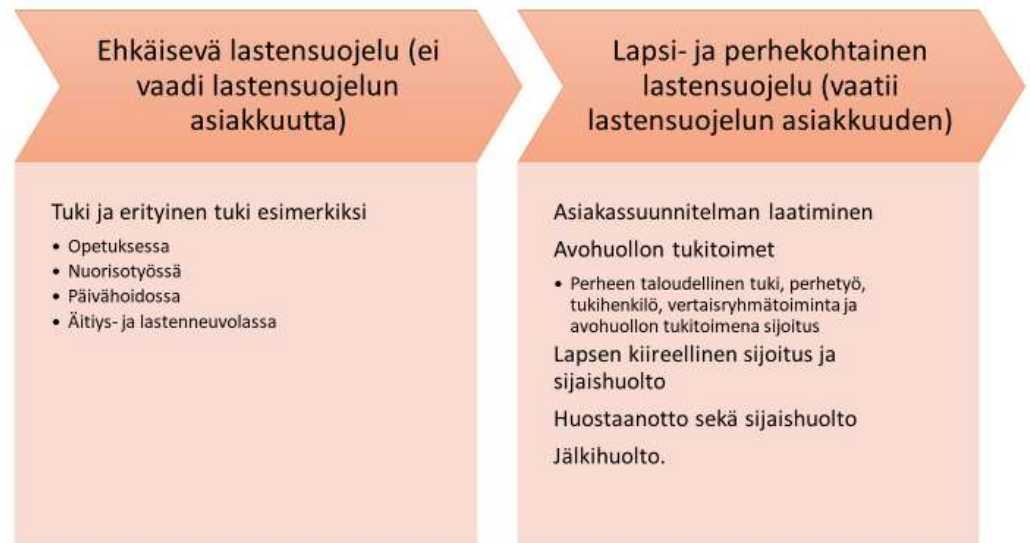 Ehkäisevä lastensuojelu (ei
vaadi lastensuojelun
asiakkuutta)
Tuki ja erityinen tuki esimerkiksi
• Opetuksessa
• Nuorisotyössä
• Päivähoidossa
• Äitiys- ja lastenneuvolassa
Lapsi- ja perhekohtainen
lastensuojelu (vaatii
lastensuojelun asiakkuuden)
Asiakassuunnitelman laatiminen
Avohuollon tukitoimet
• Perheen taloudellinen tuki, perhetyö,
tukihenkilö, vertaisryhmätoiminta ja
avohuollon tukitoimena sijoitus
Lapsen kiireellinen sijoitus ja
sijaishuolto
Huostaanotto sekä sijaishuolto
Jälkihuolto.